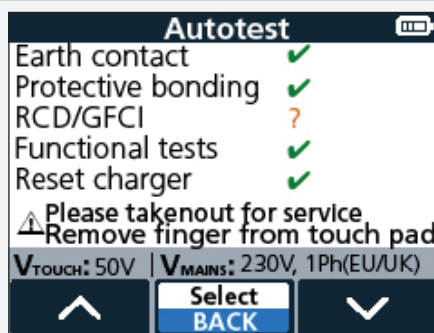 Autotest
Earth contact ✔
Protective bonding ✔
RCD/GFCI ?
Functional tests ✔
Reset charger ✔
⚠ Please takenout for service
Remove finger from touch pad
VTOUCH: 50V | VMAINS: 230V, 1Ph(EU/UK)
Select
BACK